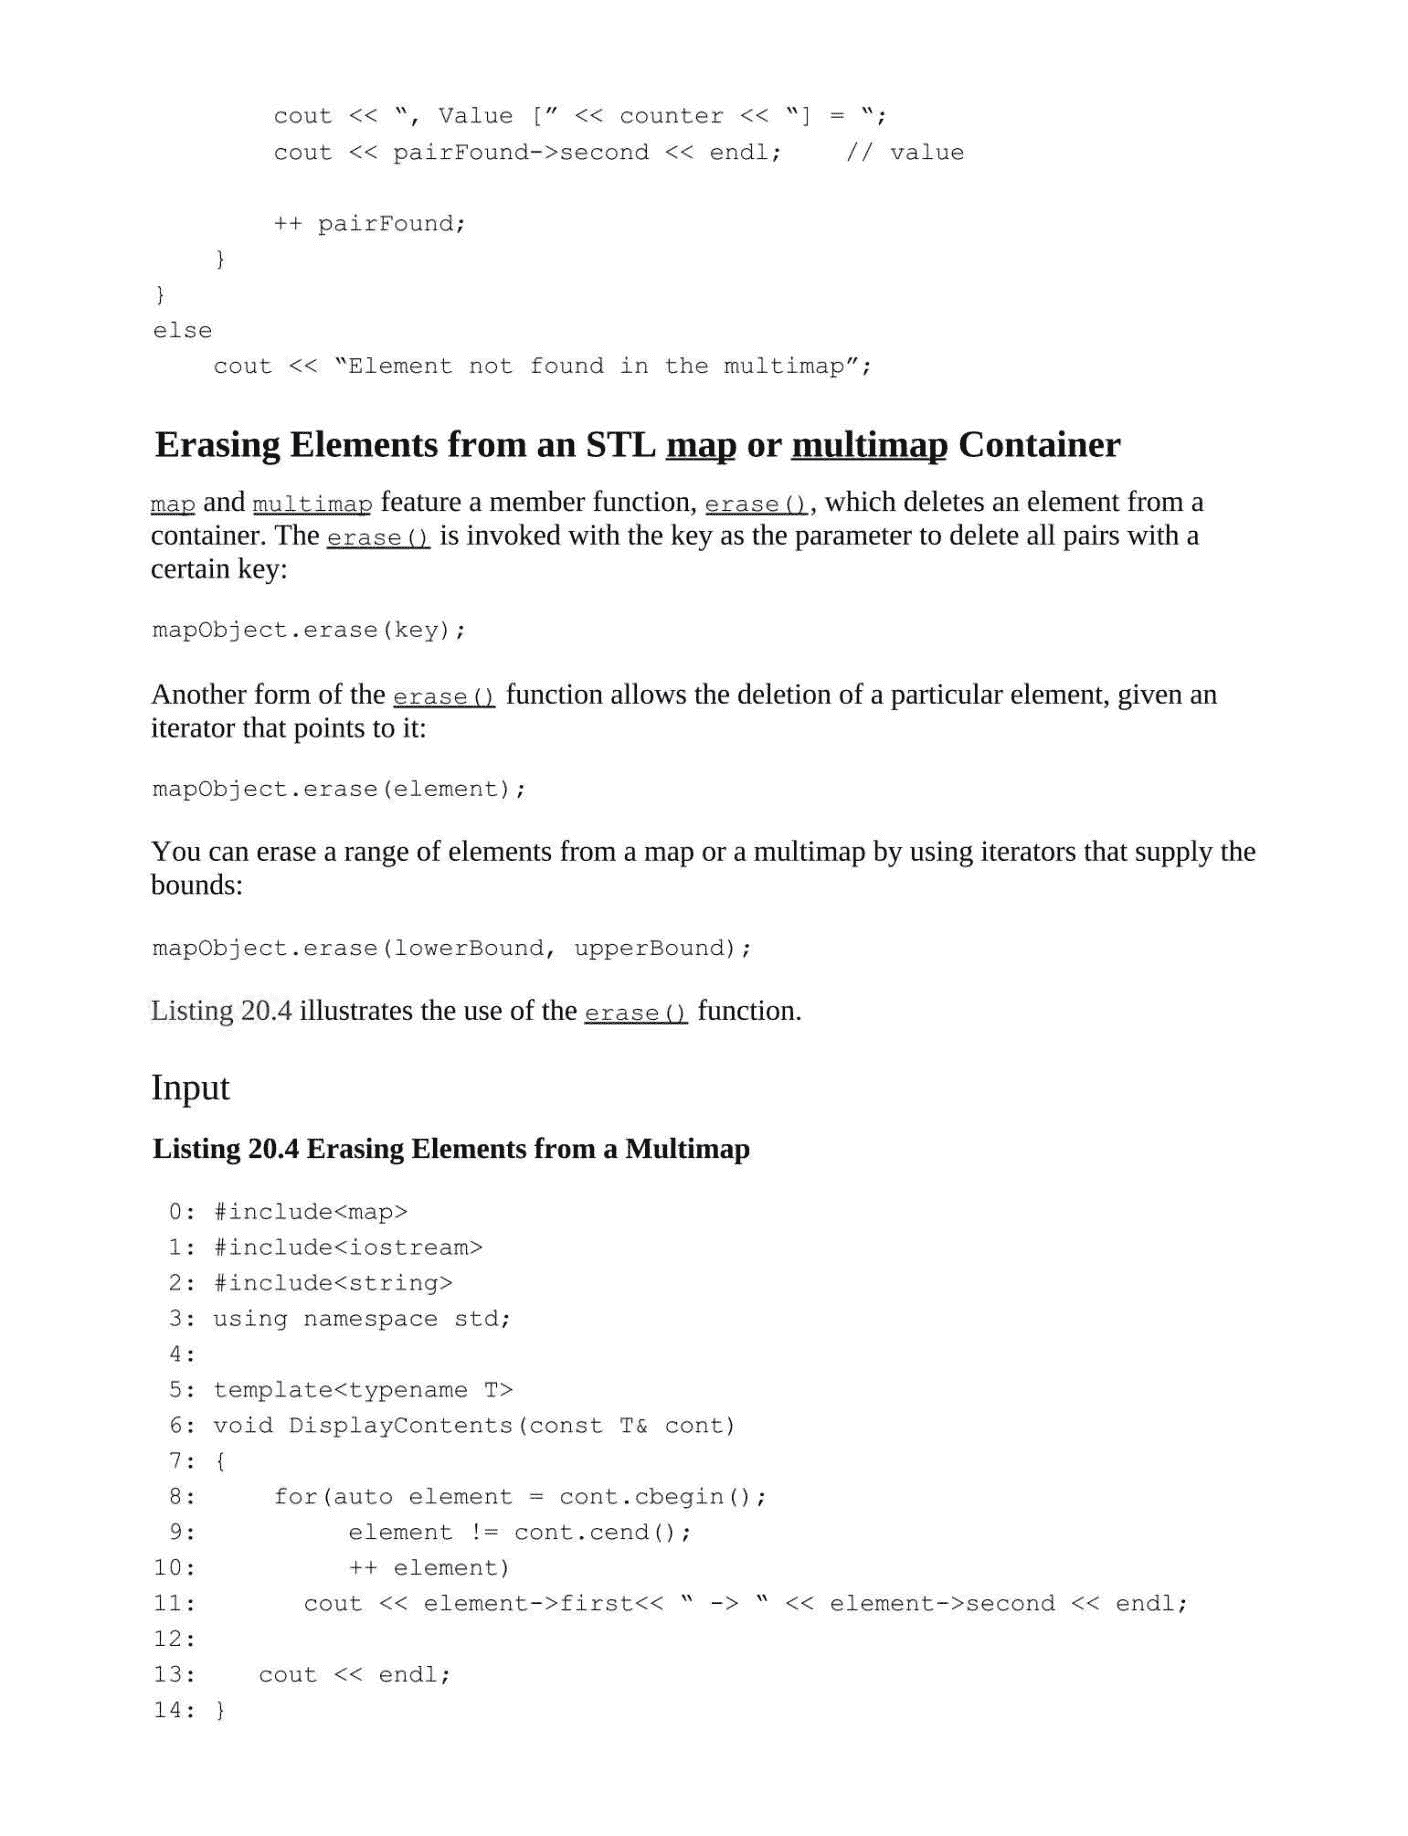 cout << “, Value [” << counter << “] = “;
cout << pairFound->second << endl;    // value
++ pairFound;
}
}
else
cout << “Element not found in the multimap”;
Erasing Elements from an STL map or multimap Container
map and multimap feature a member function, erase(), which deletes an element from a
container. The erase() is invoked with the key as the parameter to delete all pairs with a
certain key:
mapObject.erase(key);
Another form of the erase() function allows the deletion of a particular element, given an
iterator that points to it:
mapObject.erase(element);
You can erase a range of elements from a map or a multimap by using iterators that supply the
bounds:
mapObject.erase(lowerBound, upperBound);
Listing 20.4 illustrates the use of the erase() function.
Input
Listing 20.4 Erasing Elements from a Multimap
0: #include<map>
1: #include<iostream>
2: #include<string>
3: using namespace std;
4:
5: template<typename T>
6: void DisplayContents(const T& cont)
7: {
8:     for(auto element = cont.cbegin();
9:          element != cont.cend();
10:          ++ element)
11:       cout << element->first<< “ -> “ << element->second << endl;
12:
13:    cout << endl;
14: }